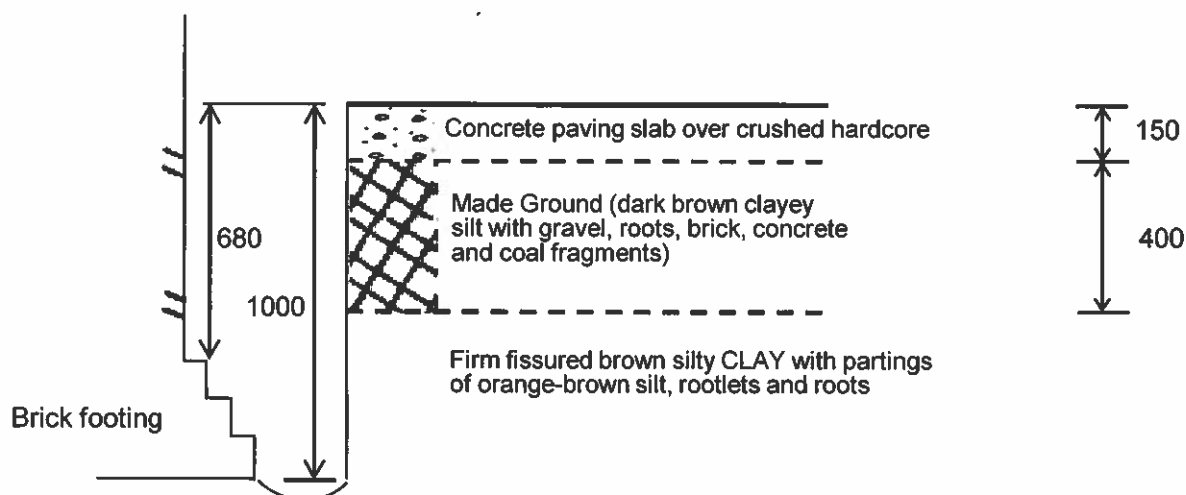 Concrete paving slab over crushed hardcore
150
Made Ground (dark brown clayey
silt with gravel, roots, brick, concrete
and coal fragments)
680
400
1000
Firm fissured brown silty CLAY with partings
of orange-brown silt, rootlets and roots
Brick footing